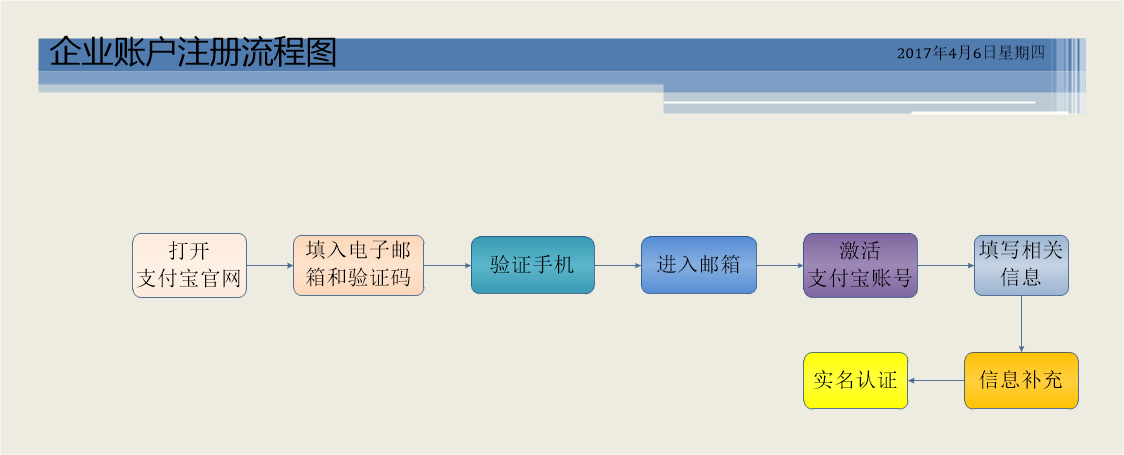 企业账户注册流程图
2017年4月6日星期四
打开
支付宝官网
填入电子邮
箱和验证码
验证手机
进入邮箱
激活
支付宝账号
填写相关
信息
信息补充
实名认证